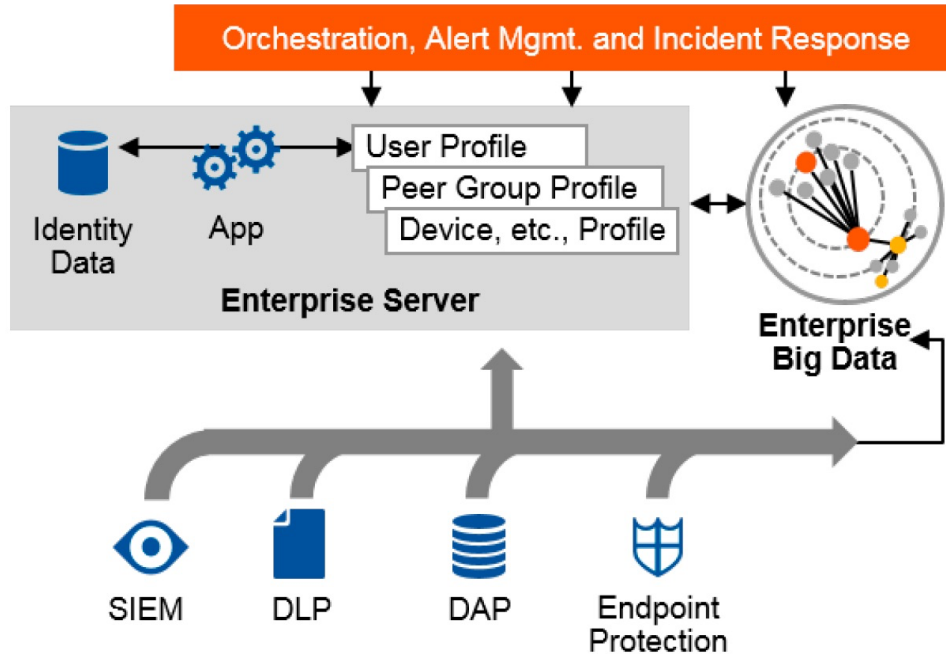 Orchestration, Alert Mgmt. and Incident Response
User Profile
Peer Group Profile
Device, etc., Profile
Identity
Data
App
Enterprise Server
Enterprise
Big Data
SIEM
DLP
DAP
Endpoint
Protection